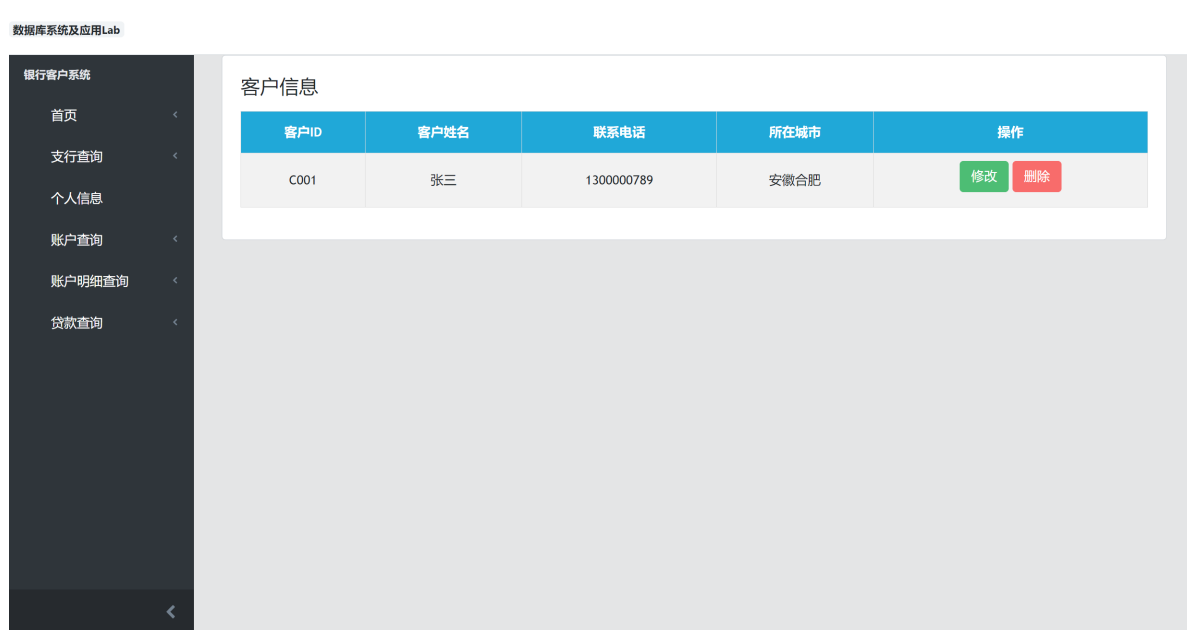 数据库系统及应用Lab
银行客户系统
首页
支行查询
个人信息
账户查询
账户明细查询
贷款查询
客户信息
客户ID 客户姓名 联系电话 所在城市 操作
C001 张三 1300000789 安徽合肥 修改 删除